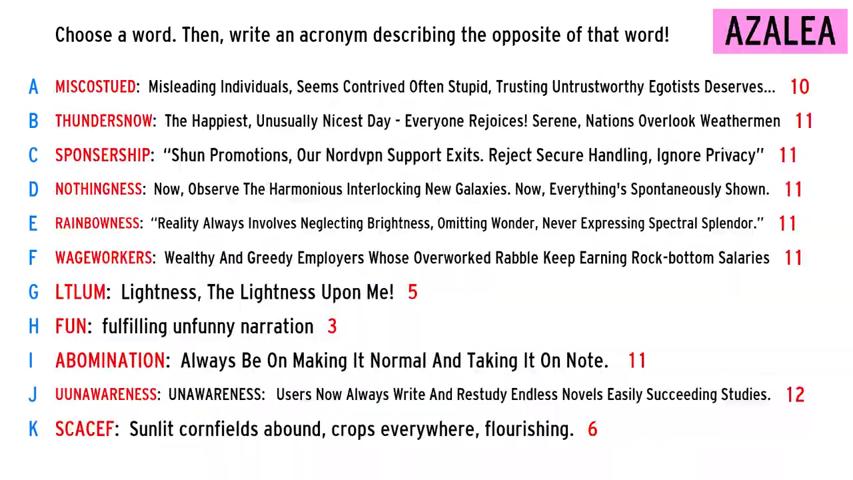 Choose a word. Then, write an acronym describing the opposite of that word!
AZALEA
A MISCOSTUED: Misleading Individuals, Seems Contrived Often Stupid, Trusting Untrustworthy Egotists Deserves... 10
B THUNDERSNOW: The Happiest, Unusually Nicest Day - Everyone Rejoices! Serene, Nations Overlook Weathermen 11
C SPONSERSHIP: "Shun Promotions, Our Nordvpn Support Exits. Reject Secure Handling, Ignore Privacy" 11
D NOTHINGNESS: Now, Observe The Harmonious Interlocking New Galaxies. Now, Everything's Spontaneously Shown. 11
E RAINBOWNESS: "Reality Always Involves Neglecting Brightness, Omitting Wonder, Never Expressing Spectral Splendor." 11
F WAGEWORKERS: Wealthy And Greedy Employers Whose Overworked Rabble Keep Earning Rock-bottom Salaries 11
G LTLUM: Lightness, The Lightness Upon Me! 5
H FUN: fulfilling unfunny narration 3
I ABOMINATION: Always Be On Making It Normal And Taking It On Note. 11
J UUNAWARENESS: UNAWARENESS: Users Now Always Write And Restudy Endless Novels Easily Succeeding Studies. 12
K SCACEF: Sunlit cornfields abound, crops everywhere, flourishing. 6